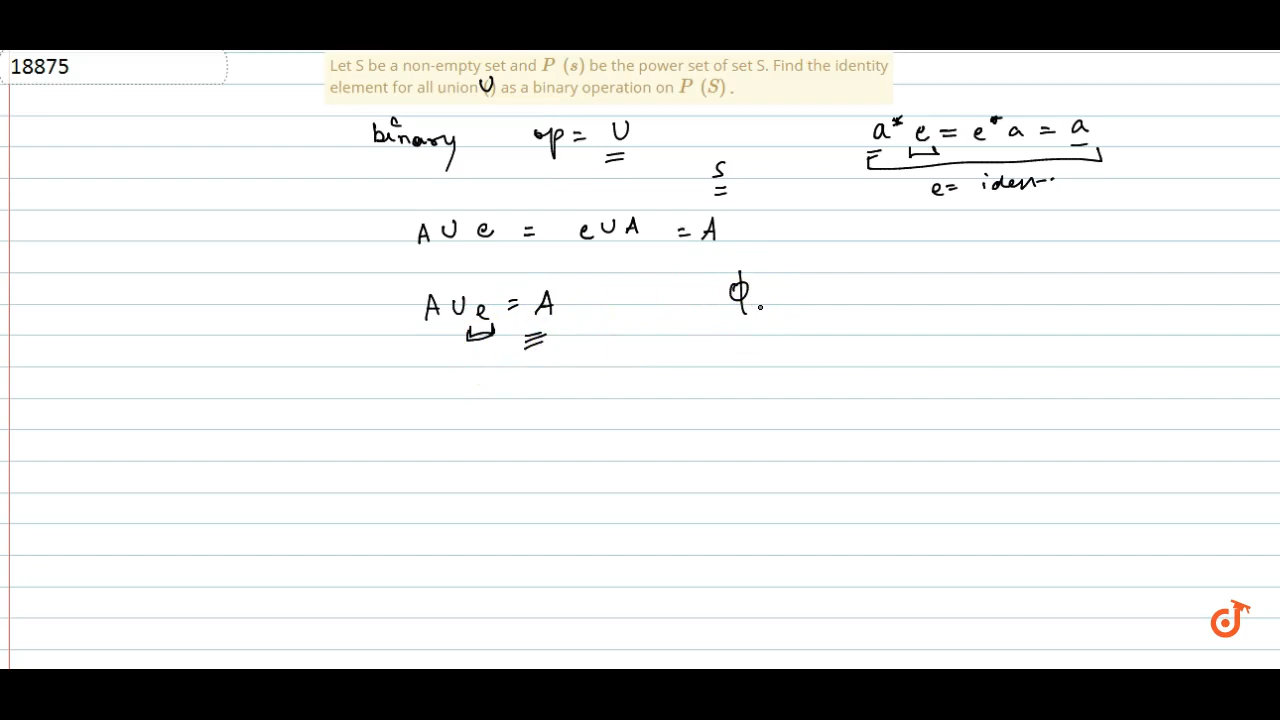 18875
Let S be a non-empty set and P (s) be the power set of set S. Find the identity
element for all union (∪) as a binary operation on P (S).
binary op = ∪
a * e = e * a = a
e = iden
S
A ∪ e = e ∪ A = A
A ∪ e = A
ϕ.